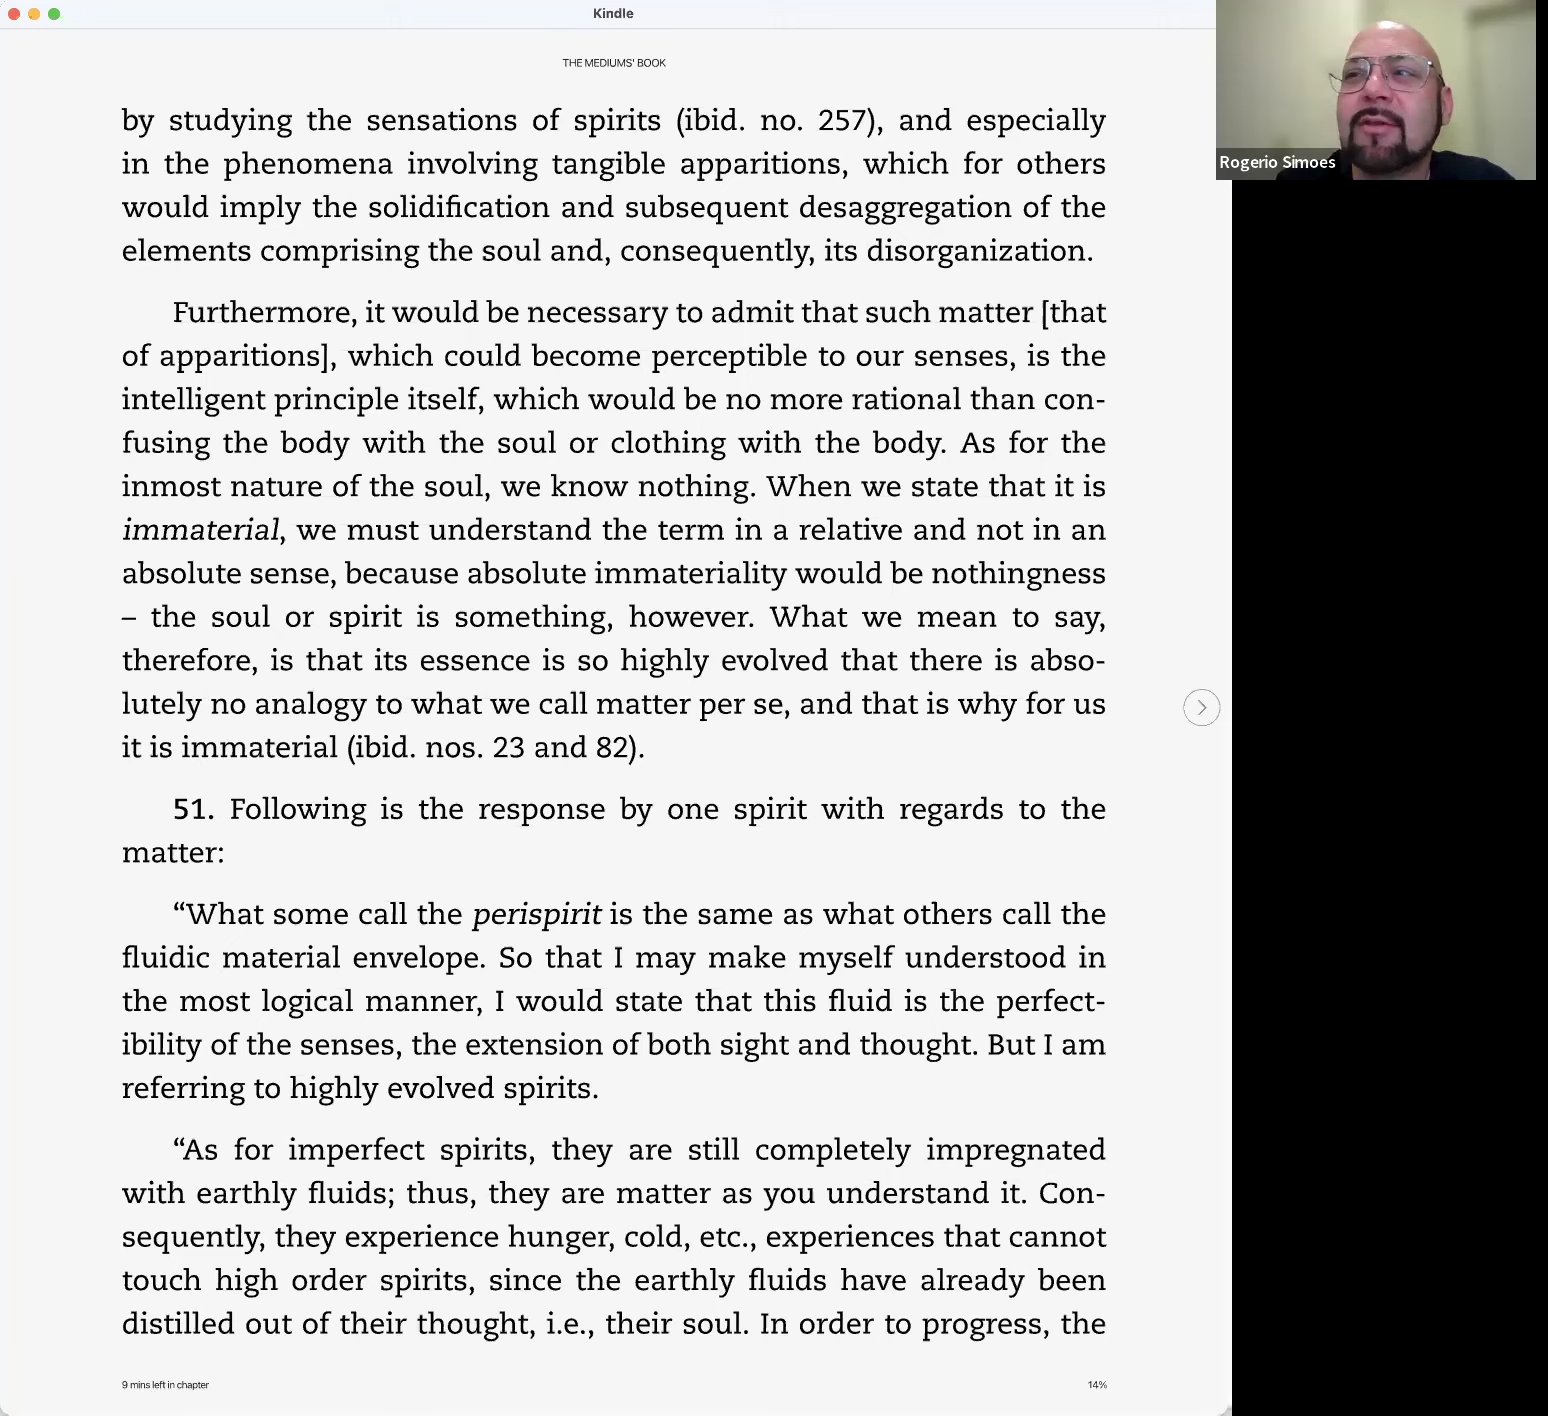 Kindle
THE MEDIUMS' BOOK
by studying the sensations of spirits (ibid. no. 257), and especially
in the phenomena involving tangible apparitions, which for others
would imply the solidification and subsequent desaggregation of the
elements comprising the soul and, consequently, its disorganization.
Furthermore, it would be necessary to admit that such matter [that
of apparitions], which could become perceptible to our senses, is the
intelligent principle itself, which would be no more rational than con-
fusing the body with the soul or clothing with the body. As for the
inmost nature of the soul, we know nothing. When we state that it is
immaterial, we must understand the term in a relative and not in an
absolute sense, because absolute immateriality would be nothingness
– the soul or spirit is something, however. What we mean to say,
therefore, is that its essence is so highly evolved that there is abso-
lutely no analogy to what we call matter per se, and that is why for us
it is immaterial (ibid. nos. 23 and 82).
51. Following is the response by one spirit with regards to the
matter:
“What some call the perispirit is the same as what others call the
fluidic material envelope. So that I may make myself understood in
the most logical manner, I would state that this fluid is the perfect-
ibility of the senses, the extension of both sight and thought. But I am
referring to highly evolved spirits.
“As for imperfect spirits, they are still completely impregnated
with earthly fluids; thus, they are matter as you understand it. Con-
sequently, they experience hunger, cold, etc., experiences that cannot
touch high order spirits, since the earthly fluids have already been
distilled out of their thought, i.e., their soul. In order to progress, the
9 mins left in chapter
14%
Rogerio Simoes